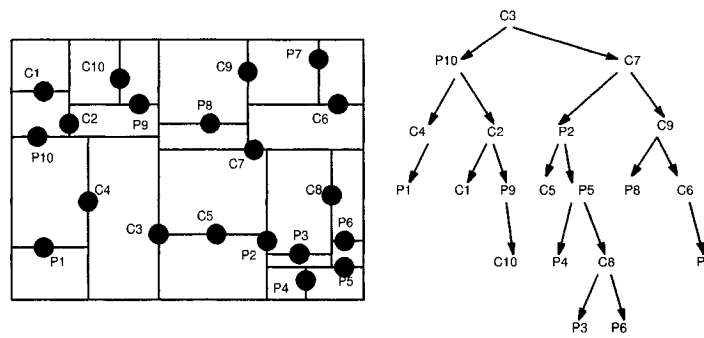 C3
P7
C1 C10 C9 P10 C7
P8 C6
C2 P9
P10 C7 C4 C2 P2 C9
C4 C8 P1 C1 P9 C5 P5 P8 C6
C3 C5 P6
P2 P3 C10 P4 C8 P
P1 P4 P5
P3 P6